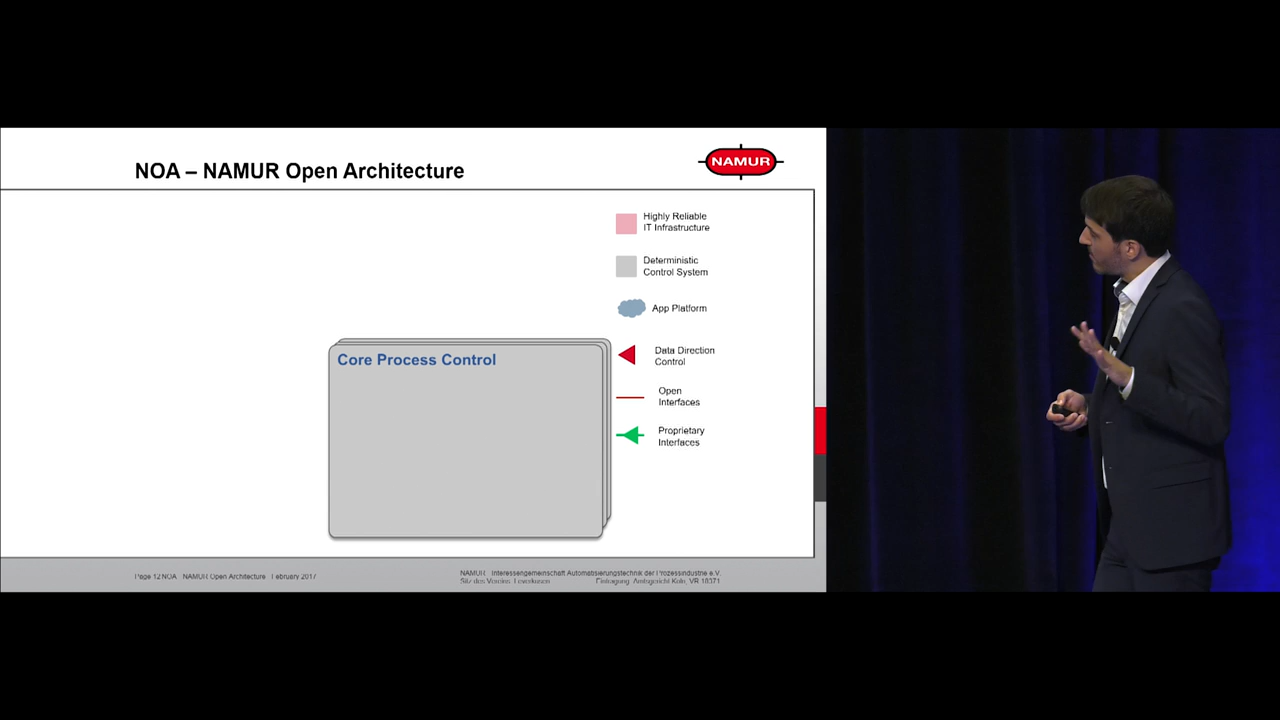 NOA – NAMUR Open Architecture
NAMUR
Highly Reliable
IT Infrastructure
Deterministic
Control System
App Platform
Core Process Control
Data Direction
Control
Open
Interfaces
Proprietary
Interfaces
Page 12 NOA NAMUR Open Architecture February 2017
NAMUR Interessengemeinschaft Automatisierungstechnik der Prozessindustrie e.V.
Sitz des Vereins: Leverkusen Eintragung: Amtsgericht Köln, VR 18371